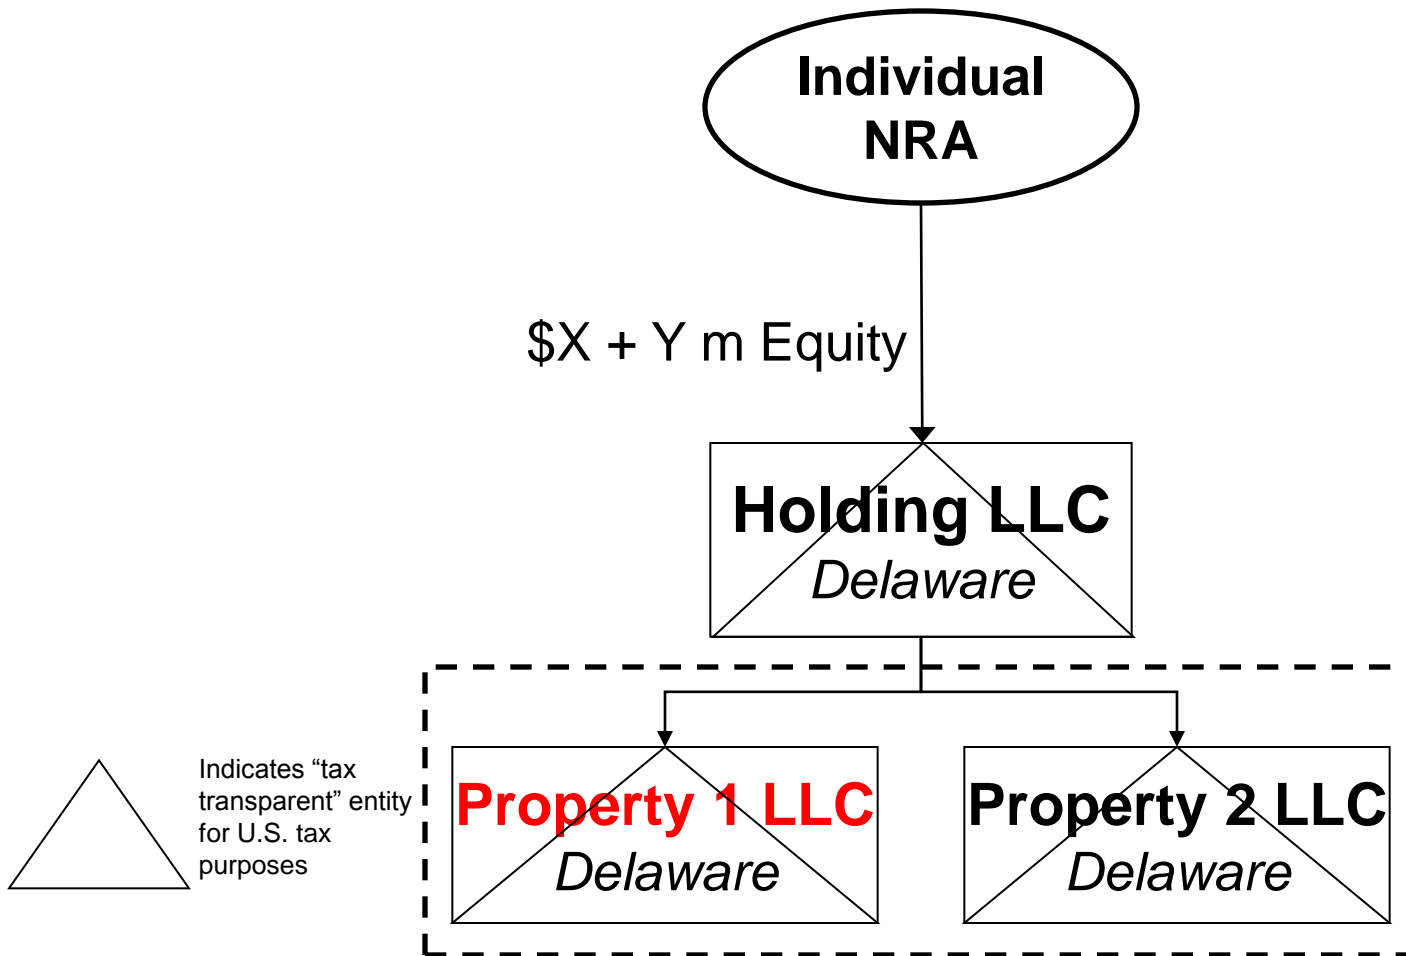 Individual
NRA
$X + Y m Equity
Holding LLC
Delaware
Indicates “tax
transparent” entity
for U.S. tax
purposes
Property 1 LLC
Delaware
Property 2 LLC
Delaware